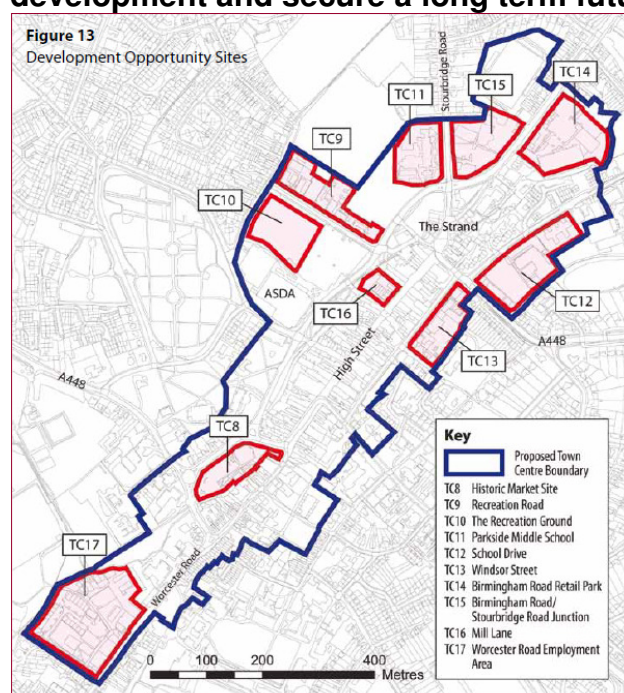 development and secure a long term futu
Figure 13
Development Opportunity Sites
Stourbridge Road
TC14
TC15
TC11
TC9
TC10
The Strand
ASDA
TC16
TC12
High Street
TC13
A448
A448
TC8
TC17
Worcester Road
Key
Proposed Town
Centre Boundary
TC8 Historic Market Site
TC9 Recreation Road
TC10 The Recreation Ground
TC11 Parkside Middle School
TC12 School Drive
TC13 Windsor Street
TC14 Birmingham Road Retail Park
TC15 Birmingham Road/
Stourbridge Road Junction
TC16 Mill Lane
TC17 Worcester Road Employment
Area
0 200 400
Metres